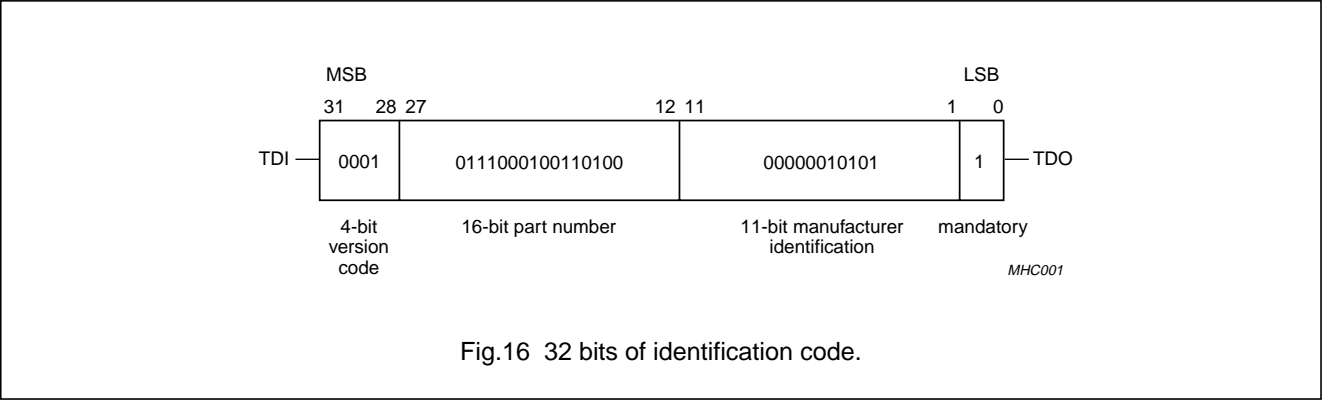 MSB LSB
31 28 27 12 11 1 0
TDI 0001 0111000100110100 00000010101 1 TDO
4-bit 16-bit part number 11-bit manufacturer mandatory
version identification
code
MHC001
Fig.16 32 bits of identification code.